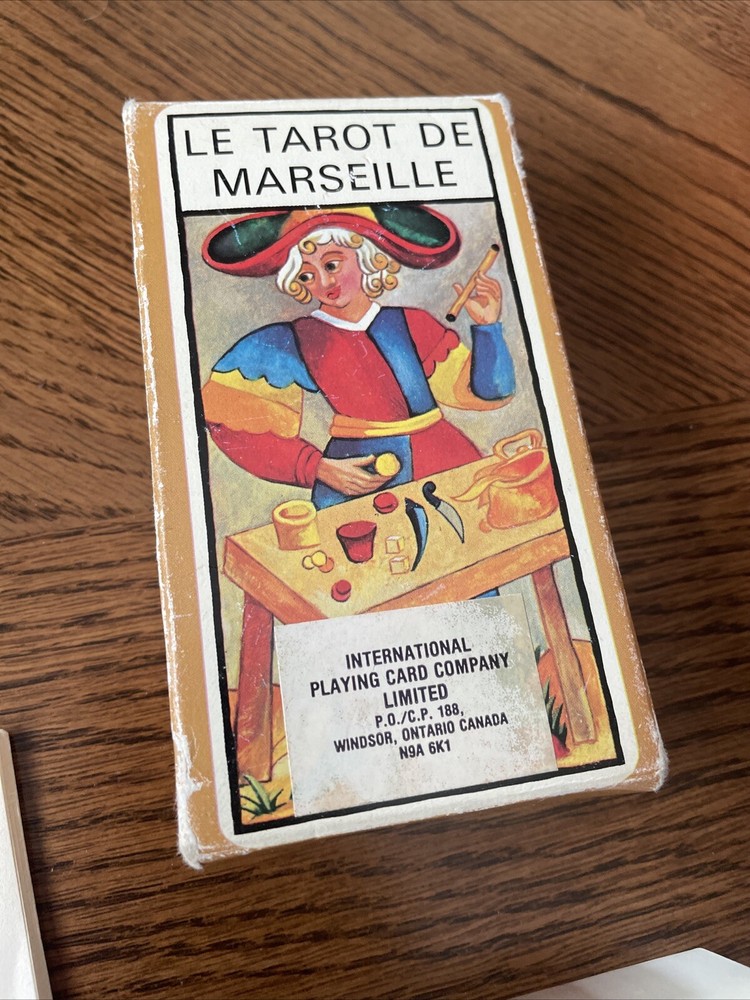 LE TAROT DE
MARSEILLE
INTERNATIONAL
PLAYING CARD COMPANY
LIMITED
P.O./C.P. 188,
WINDSOR, ONTARIO CANADA
N9A 6K1